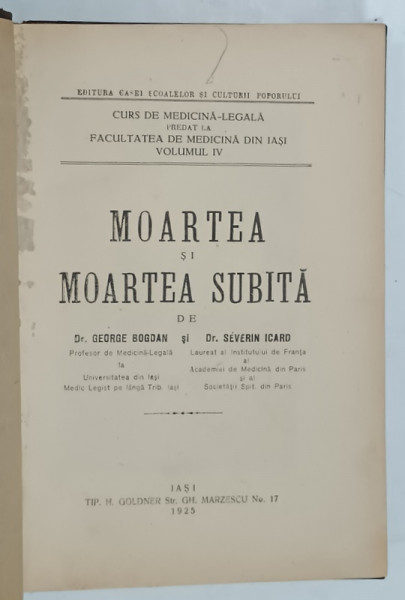 EDITURA CASEI ȘCOALELOR ȘI CULTURII POPORULUI
CURS DE MEDICINĂ-LEGALĂ
PREDAT LA
FACULTATEA DE MEDICINĂ DIN IAȘI
VOLUMUL IV
MOARTEA
ȘI
MOARTEA SUBITĂ
DE
Dr. GEORGE BOGDAN și Dr. SÉVERIN ICARD
Profesor de Medicină-Legală
la
Universitatea din Iași
Medic Legist pe lângă Trib. Iași
Laureat al Institutului de Franța
al
Academiei de Medicină din Paris
și al
Societății Spit. din Paris
IAȘI
TIP. H. GOLDNER Str. GH. MARZESCU No. 17
1925